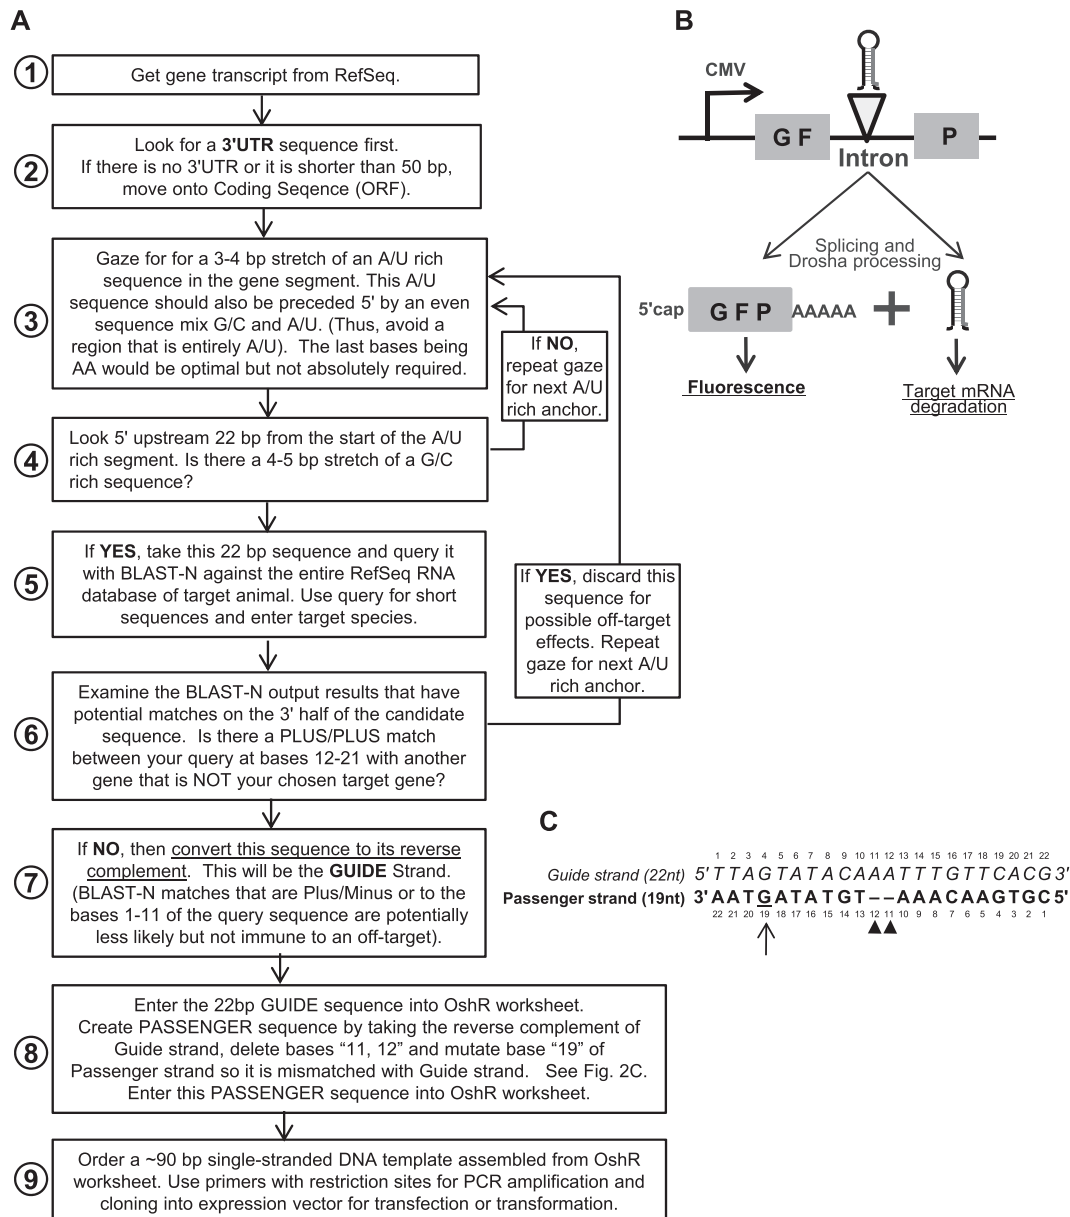 A
1
Get gene transcript from RefSeq.
2
Look for a 3'UTR sequence first.
If there is no 3'UTR or it is shorter than 50 bp,
move onto Coding Seqence (ORF).
3
Gaze for for a 3-4 bp stretch of an A/U rich
sequence in the gene segment. This A/U
sequence should also be preceded 5' by an even
sequence mix G/C and A/U. (Thus, avoid a
region that is entirely A/U). The last bases being
AA would be optimal but not absolutely required.
If NO,
repeat gaze
for next A/U
rich anchor.
4
Look 5' upstream 22 bp from the start of the A/U
rich segment. Is there a 4-5 bp stretch of a G/C
rich sequence?
5
If YES, take this 22 bp sequence and query it
with BLAST-N against the entire RefSeq RNA
database of target animal. Use query for short
sequences and enter target species.
If YES, discard this
sequence for
possible off-target
effects. Repeat
gaze for next A/U
rich anchor.
6
Examine the BLAST-N output results that have
potential matches on the 3' half of the candidate
sequence. Is there a PLUS/PLUS match
between your query at bases 12-21 with another
gene that is NOT your chosen target gene?
7
If NO, then convert this sequence to its reverse
complement. This will be the GUIDE Strand.
(BLAST-N matches that are Plus/Minus or to the
bases 1-11 of the query sequence are potentially
less likely but not immune to an off-target).
8
Enter the 22bp GUIDE sequence into OshR worksheet.
Create PASSENGER sequence by taking the reverse complement of
Guide strand, delete bases “11, 12” and mutate base “19” of
Passenger strand so it is mismatched with Guide strand. See Fig. 2C.
Enter this PASSENGER sequence into OshR worksheet.
9
Order a ~90 bp single-stranded DNA template assembled from OshR
worksheet. Use primers with restriction sites for PCR amplification and
cloning into expression vector for transfection or transformation.
B
CMV
G F
P
Intron
Splicing and
Drosha processing
5'cap G F P AAAAA +
Fluorescence
Target mRNA
degradation
C
1 2 3 4 5 6 7 8 9 10 11 12 13 14 15 16 17 18 19 20 21 22
Guide strand (22nt) 5' T T A G T A T A C A A A T T T G T T C A C G 3'
Passenger strand (19nt) 3' A A T G A T A T G T – – A A A C A A G T G C 5'
22 21 20 19 18 17 16 15 14 13 12 11 10 9 8 7 6 5 4 3 2 1